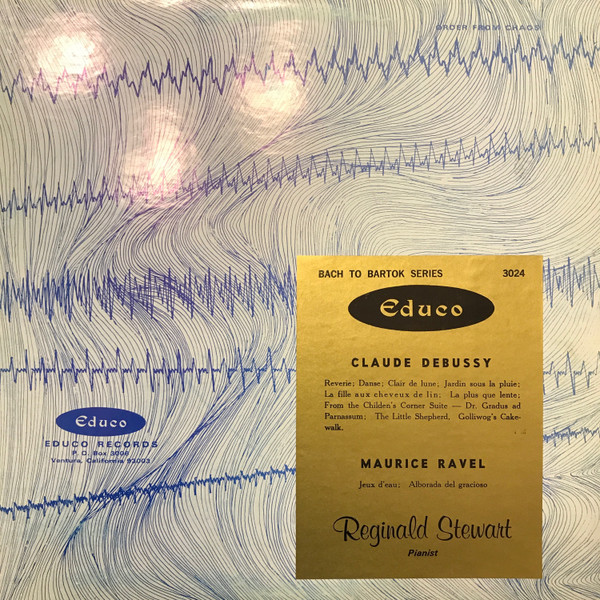 ORDER FROM CHAOS
BACH TO BARTOK SERIES 3024
Educo
CLAUDE DEBUSSY
Reverie; Danse; Clair de lune; Jardin sous la pluie;
La fille aux cheveux de lin; La plus que lente;
From the Childen's Corner Suite — Dr. Gradus ad
Parnassum; The Little Shepherd, Golliwog's Cake-
walk.
MAURICE RAVEL
Jeux d'eau; Alborada del gracioso
Reginald Stewart
Pianist
Educo
EDUCO RECORDS
P. O. Box 3006
Ventura, California 93003